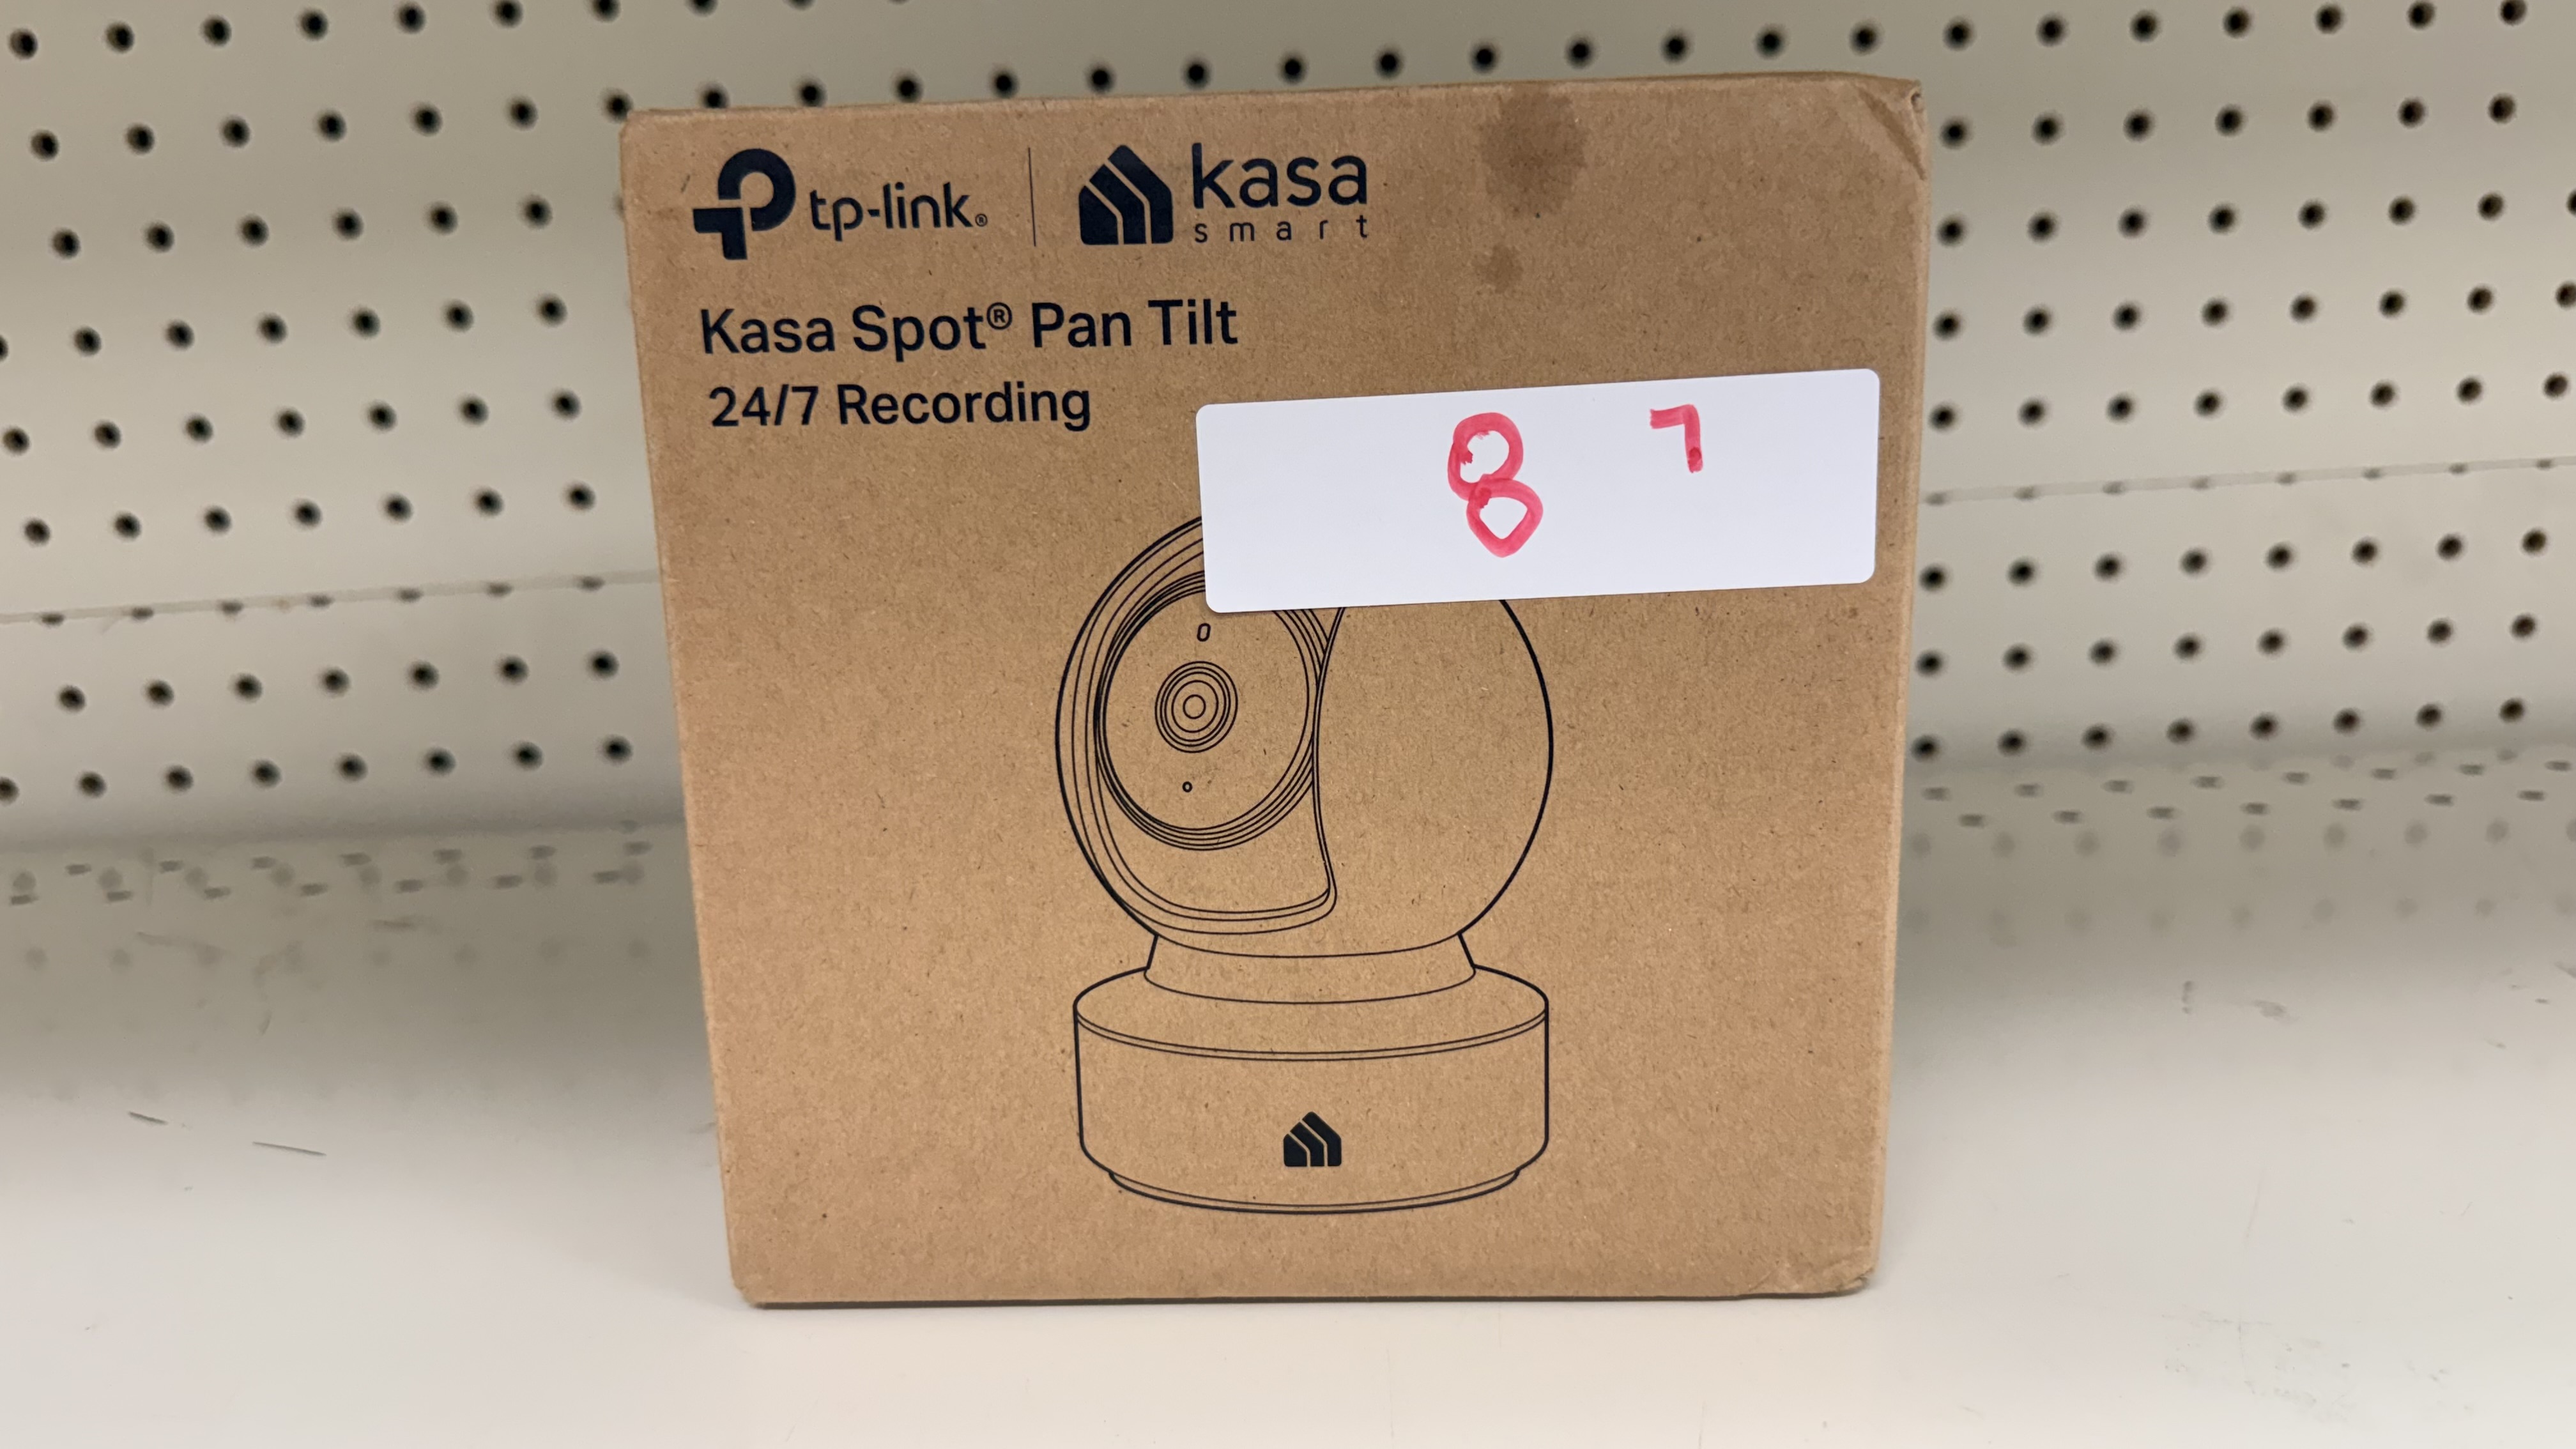 tp-link® | kasa smart
Kasa Spot® Pan Tilt
24/7 Recording
8 7